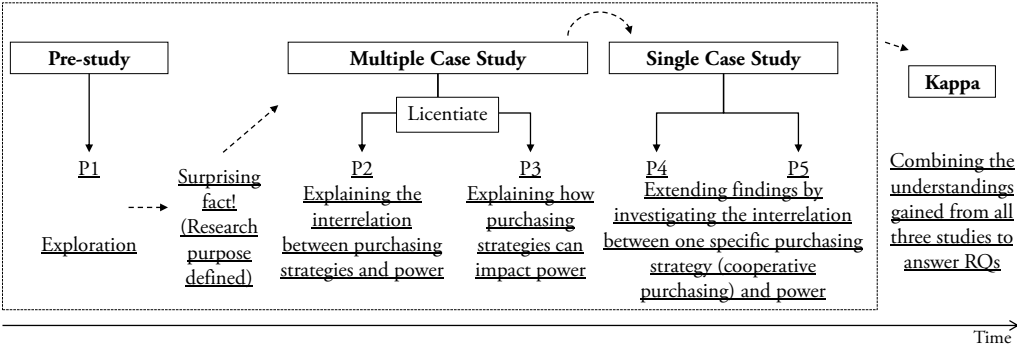 Pre-study
Multiple Case Study
Single Case Study
Kappa
Licentiate
P1
Exploration
Surprising
fact!
(Research
purpose
defined)
P2
Explaining the
interrelation
between purchasing
strategies and power
P3
Explaining how
purchasing
strategies can
impact power
P4
P5
Extending findings by
investigating the interrelation
between one specific purchasing
strategy (cooperative
purchasing) and power
Combining the
understandings
gained from all
three studies to
answer RQs
Time